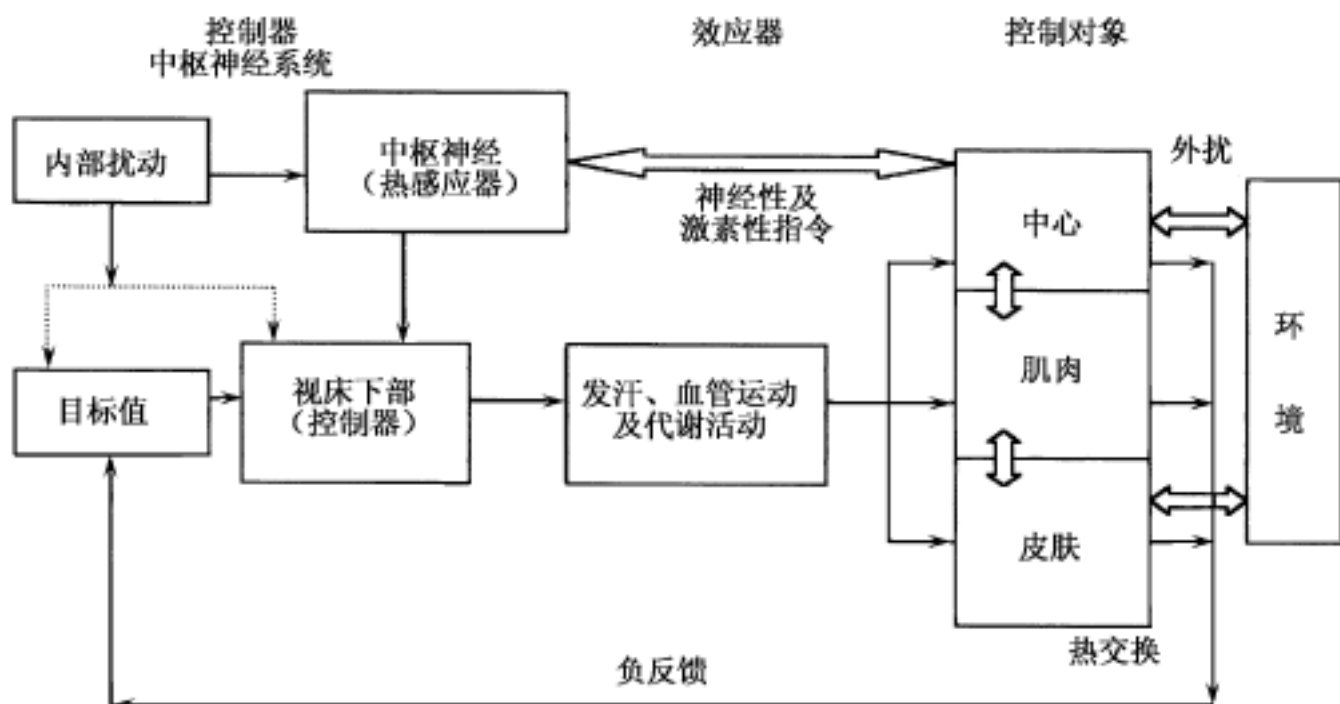 控制器
中枢神经系统
效应器
控制对象
内部扰动
中枢神经
（热感应器）
神经性及
激素性指令
中心
外扰
环
境
目标值
视床下部
（控制器）
发汗、血管运动
及代谢活动
肌肉
皮肤
热交换
负反馈